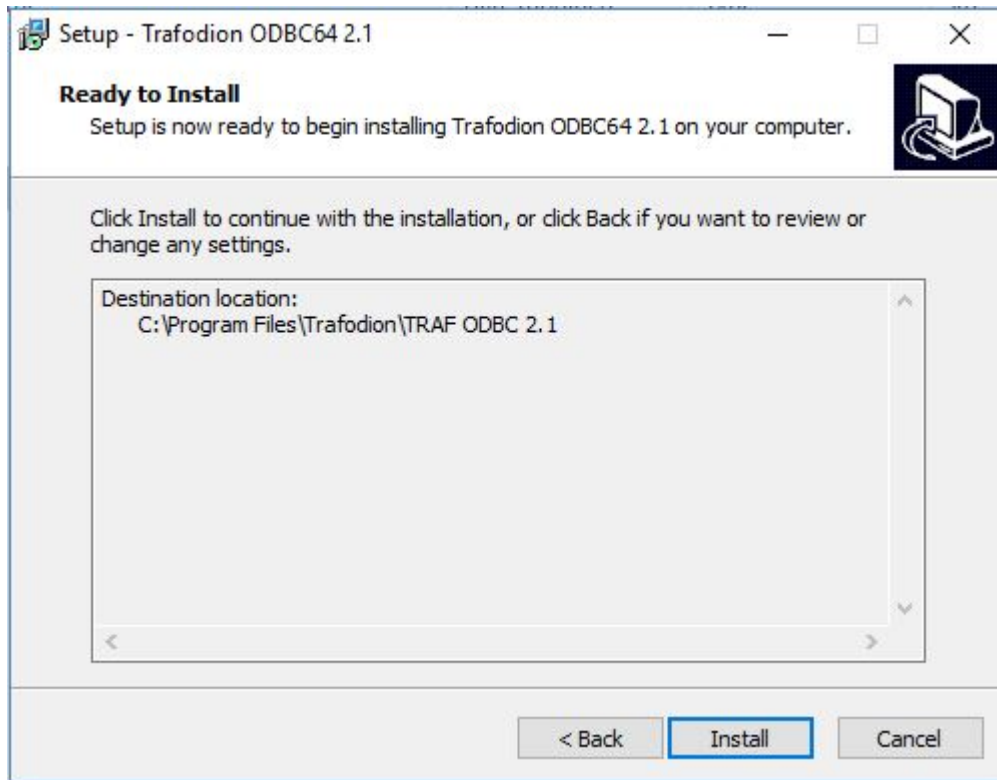 Setup - Trafodion ODBC64 2.1
Ready to Install
Setup is now ready to begin installing Trafodion ODBC64 2.1 on your computer.
Click Install to continue with the installation, or click Back if you want to review or
change any settings.
Destination location:
C:\Program Files\Trafodion\TRAF ODBC 2.1
< Back
Install
Cancel